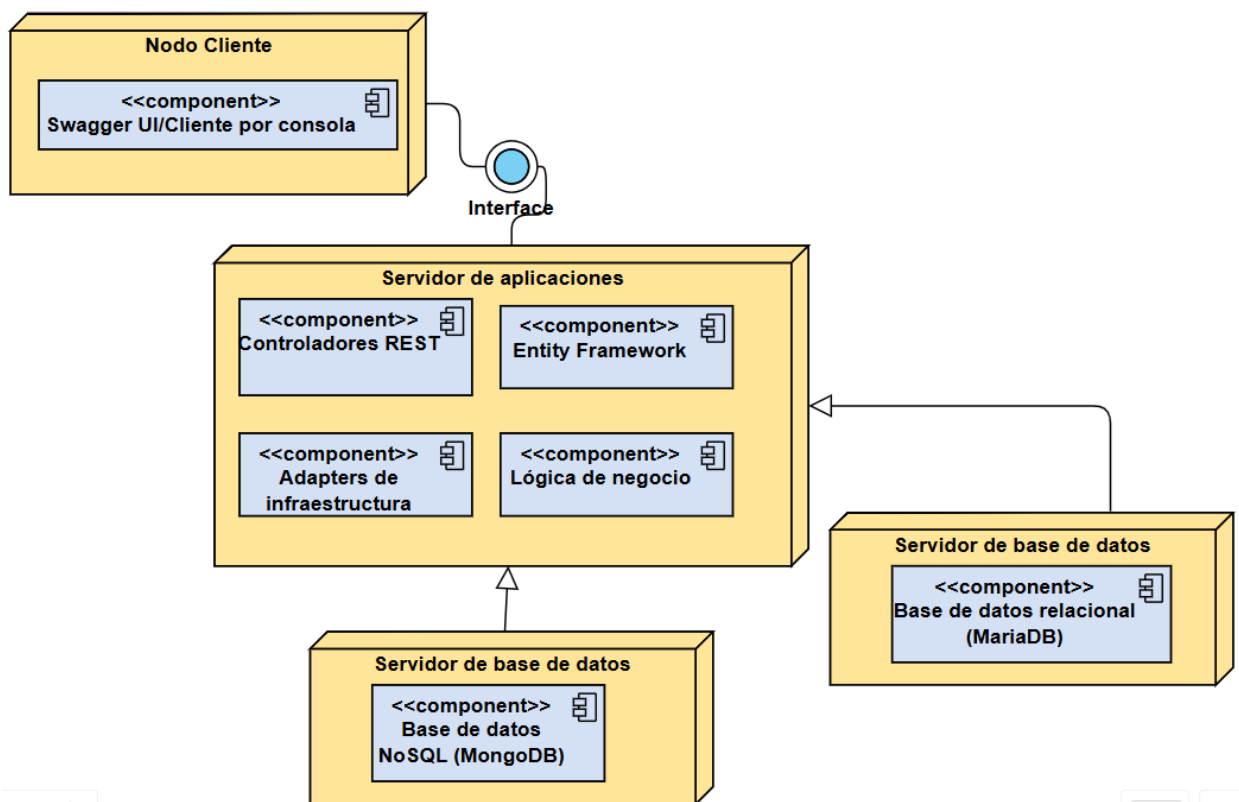 Nodo Cliente
<<component>>
Swagger UI/Cliente por consola
Interface
Servidor de aplicaciones
<<component>>
Controladores REST
<<component>>
Entity Framework
<<component>>
Adapters de
infraestructura
<<component>>
Lógica de negocio
Servidor de base de datos
<<component>>
Base de datos relacional
(MariaDB)
Servidor de base de datos
<<component>>
Base de datos
NoSQL (MongoDB)